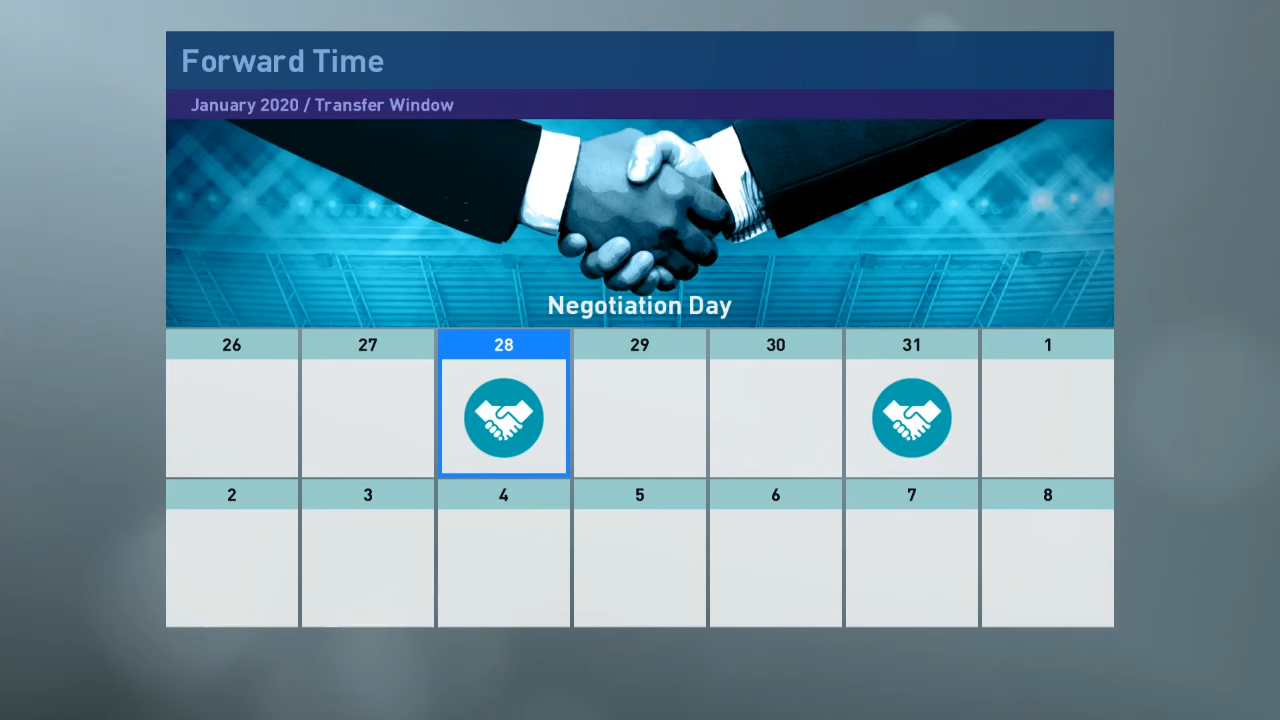 Forward Time
January 2020 / Transfer Window
Negotiation Day
26 27 28 29 30 31 1
2 3 4 5 6 7 8